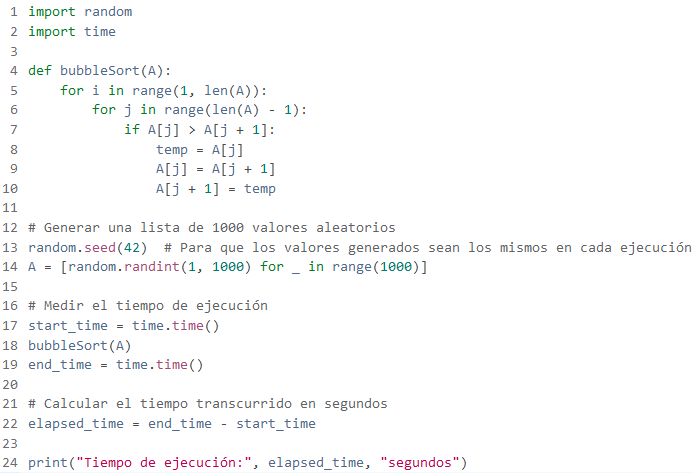 1 import random
2 import time
3
4 def bubbleSort(A):
5     for i in range(1, len(A)):
6         for j in range(len(A) - 1):
7             if A[j] > A[j + 1]:
8                 temp = A[j]
9                 A[j] = A[j + 1]
10                 A[j + 1] = temp
11
12 # Generar una lista de 1000 valores aleatorios
13 random.seed(42)  # Para que los valores generados sean los mismos en cada ejecución
14 A = [random.randint(1, 1000) for _ in range(1000)]
15
16 # Medir el tiempo de ejecución
17 start_time = time.time()
18 bubbleSort(A)
19 end_time = time.time()
20
21 # Calcular el tiempo transcurrido en segundos
22 elapsed_time = end_time - start_time
23
24 print("Tiempo de ejecución:", elapsed_time, "segundos")